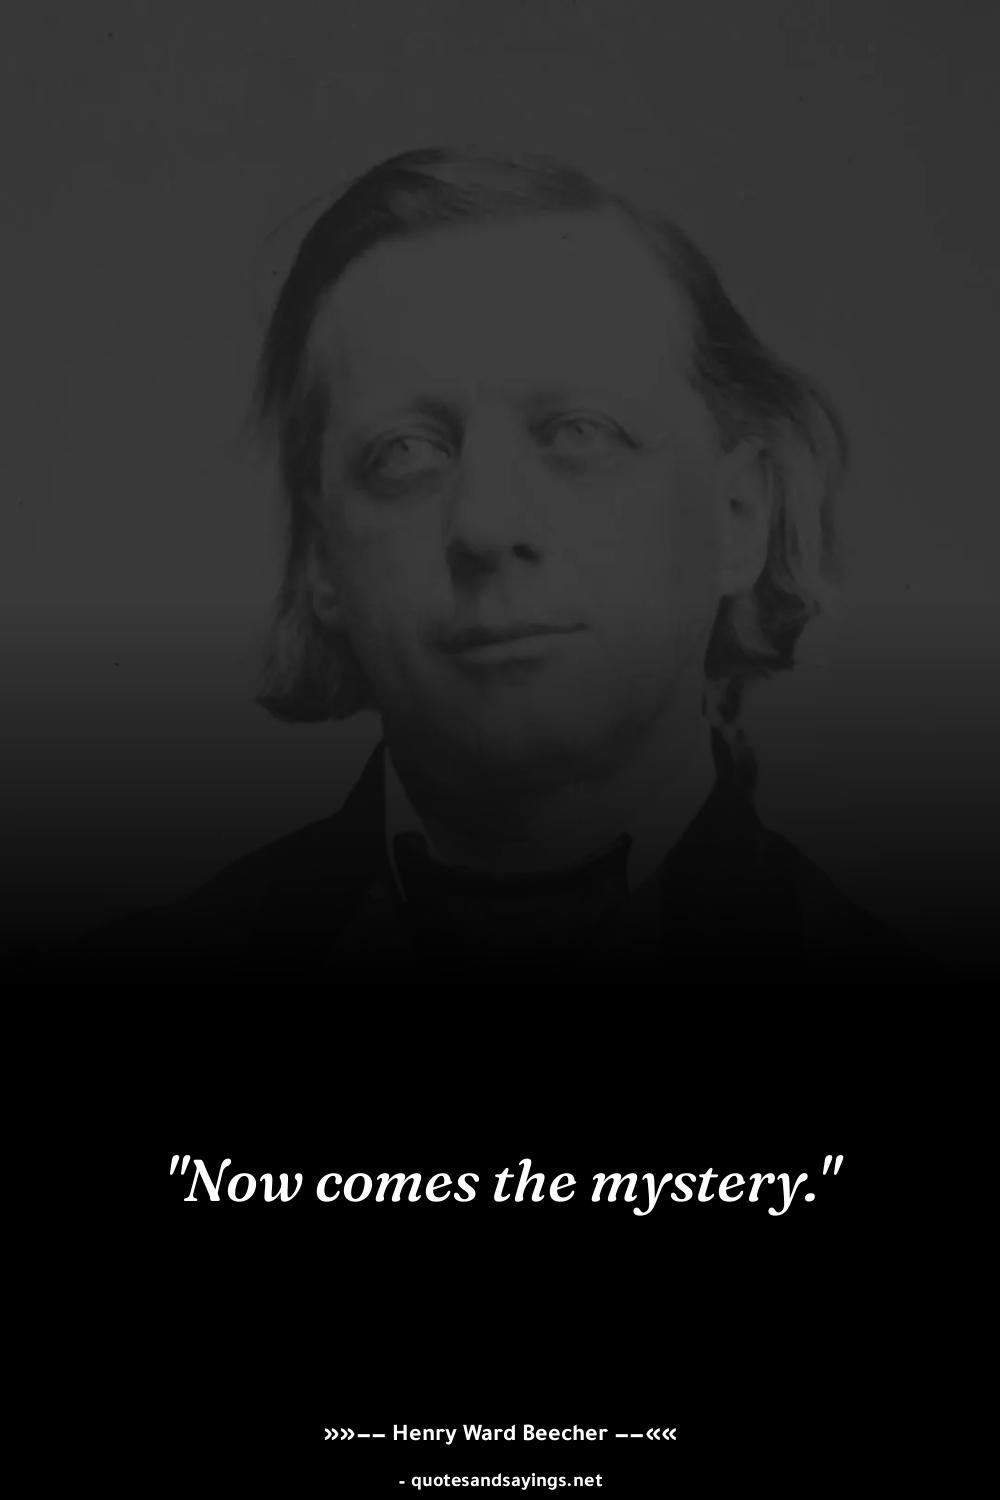 "Now comes the mystery."
»»−− Henry Ward Beecher −−««
- quotesandsayings.net